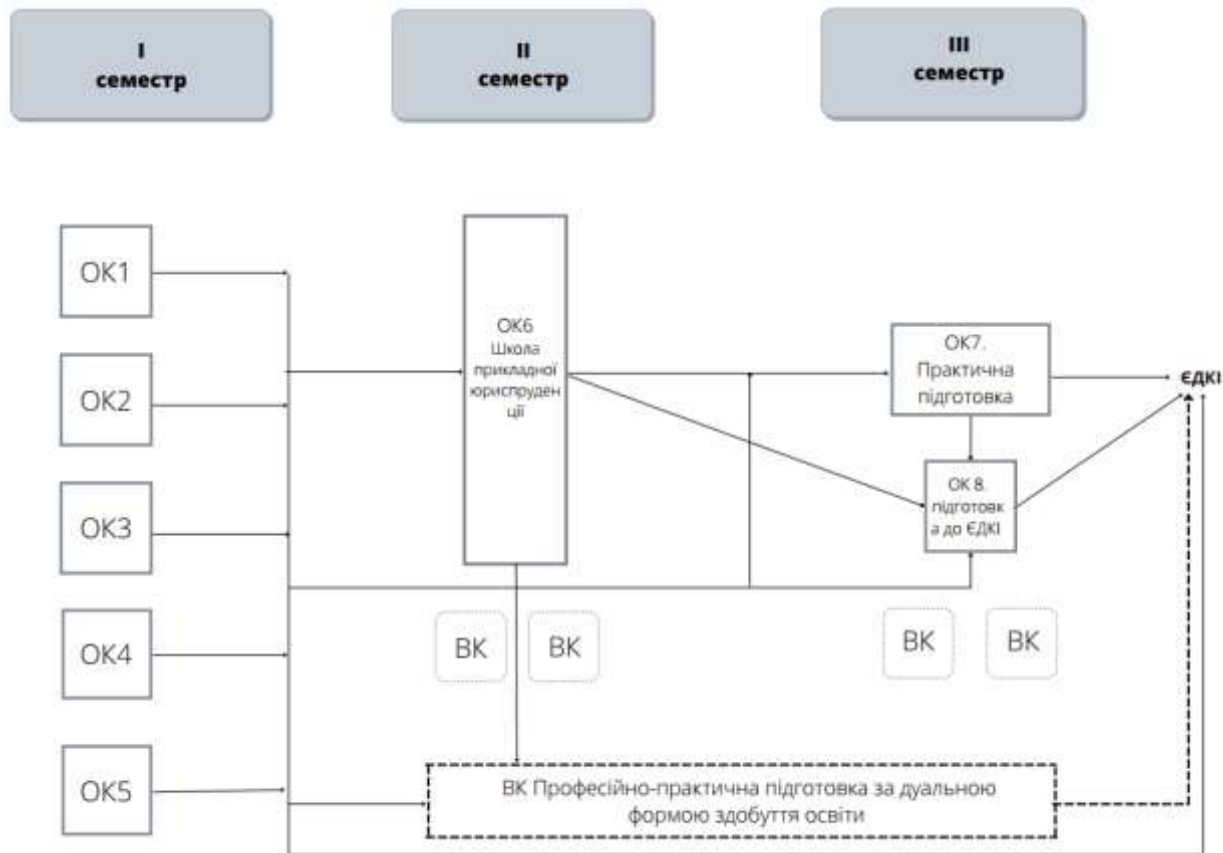 I
семестр
II
семестр
III
семестр
ОК1
ОК2
ОК3
ОК4
ОК5
ОК6
Школа
прикладної
юриспруден
ції
ОК7.
Практична
підготовка
ЄДКІ
ОК 8.
підготовк
а до ЄДКІ
ВК
ВК
ВК
ВК
ВК Професійно-практична підготовка за дуальною
формою здобуття освіти